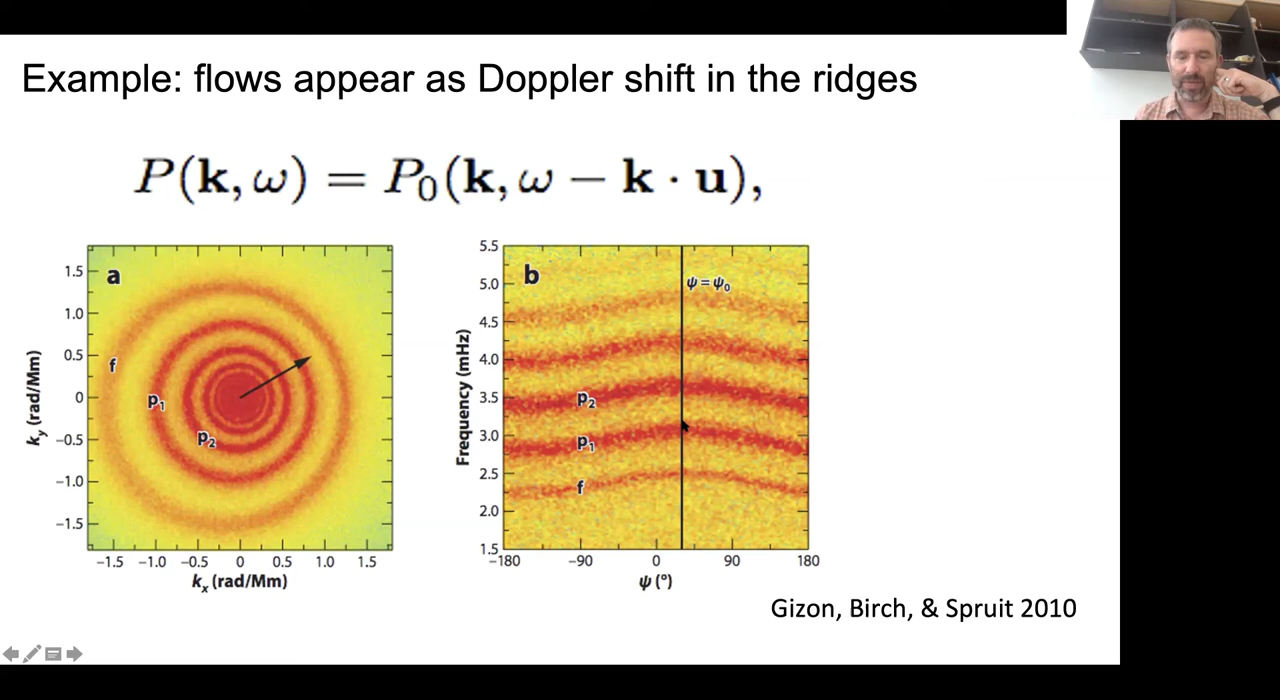 Example: flows appear as Doppler shift in the ridges
P(k, ω) = P₀(k, ω − k · u),
a
1.5
1.0
0.5
0
−0.5
−1.0
−1.5
k_y (rad/Mm)
f
p₁
p₂
−1.5 −1.0 −0.5 0 0.5 1.0 1.5
k_x (rad/Mm)
b
ψ = ψ₀
5.5
5.0
4.5
4.0
3.5
3.0
2.5
2.0
1.5
Frequency (mHz)
p₂
p₁
f
−180 −90 0 90 180
ψ (°)
Gizon, Birch, & Spruit 2010